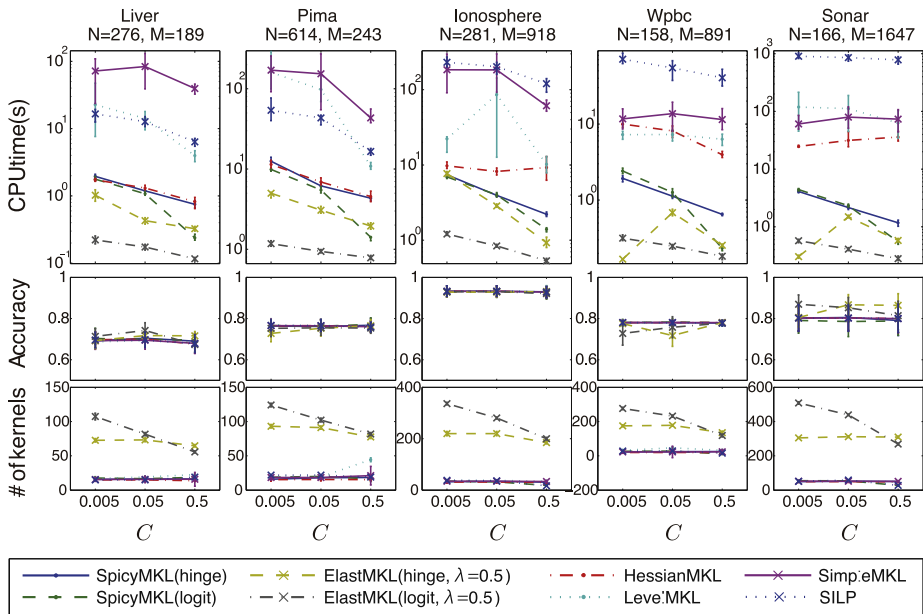 Liver
N=276, M=189
Pima
N=614, M=243
Ionosphere
N=281, M=918
Wpbc
N=158, M=891
Sonar
N=166, M=1647
CPUtime(s)
10^2
10^1
10^0
10^-1
10^2
10^1
10^0
10^2
10^1
10^0
10^1
10^0
10^3
10^2
10^1
10^0
Accuracy
1
0.8
0.6
1
0.8
0.6
1
0.8
0.6
1
0.8
0.6
1
0.8
0.6
# of kernels
150
100
50
0
150
100
50
0
400
200
0
400
200
0
-200
600
400
200
0
0.005 0.05 0.5
0.005 0.05 0.5
0.005 0.05 0.5
0.005 0.05 0.5
0.005 0.05 0.5
C
C
C
C
C
SpicyMKL(hinge)
ElastMKL(hinge, λ=0.5)
HessianMKL
SimpleMKL
SpicyMKL(logit)
ElastMKL(logit, λ=0.5)
LevelMKL
SILP